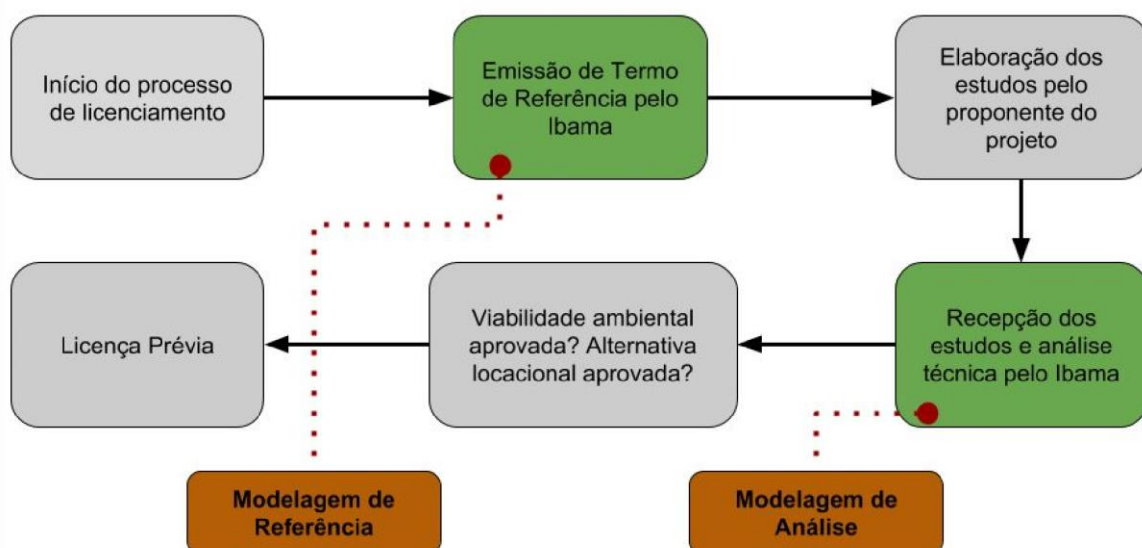 Início do processo
de licenciamento
Emissão de Termo
de Referência pelo
Ibama
Elaboração dos
estudos pelo
proponente do
projeto
Recepção dos
estudos e análise
técnica pelo Ibama
Viabilidade ambiental
aprovada? Alternativa
locacional aprovada?
Licença Prévia
Modelagem de
Referência
Modelagem de
Análise